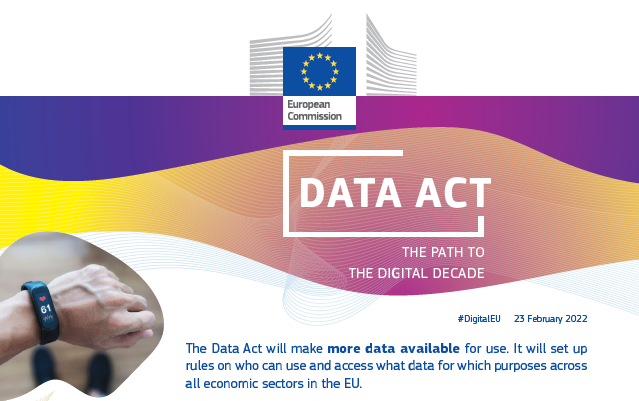 European
Commission
DATA ACT
THE PATH TO
THE DIGITAL DECADE
61
#DigitalEU 23 February 2022
The Data Act will make more data available for use. It will set up
rules on who can use and access what data for which purposes across
all economic sectors in the EU.